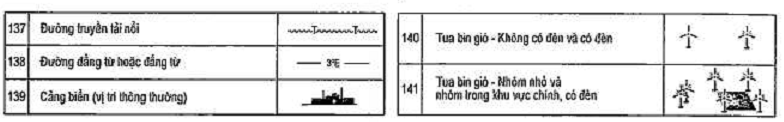 137 Đường truyền tải nổi
138 Đường đẳng từ hoặc đẳng từ — 3°E —
139 Cảng biển (vị trí thông thường)
140 Tua bin gió - Không có đèn và có đèn
141 Tua bin gió - Nhóm nhỏ và
nhóm trong khu vực chính, có đèn